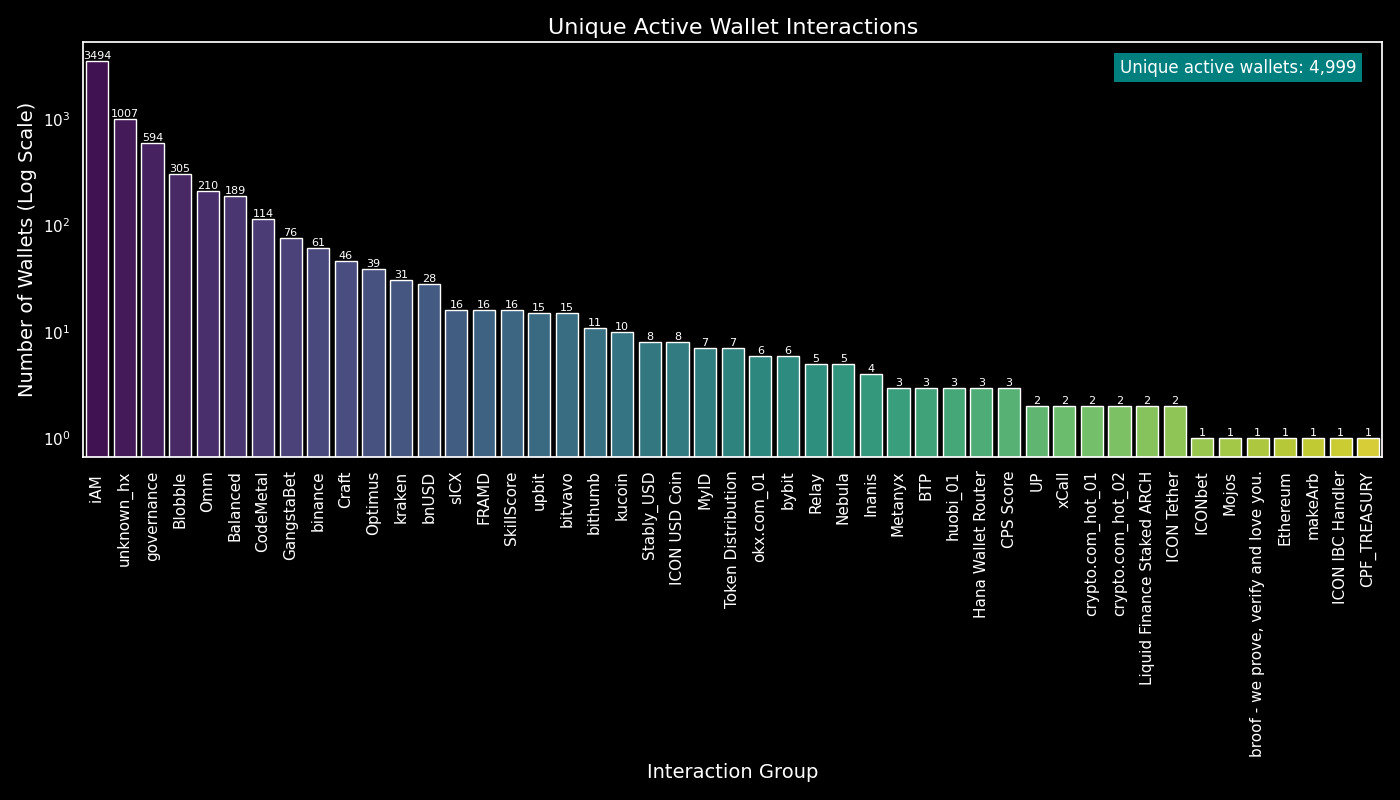 Unique Active Wallet Interactions
Unique active wallets: 4,999
Number of Wallets (Log Scale)
10³
10²
10¹
10⁰
3494
1007
594
305
210
189
114
76
61
46
39
31
28
16
16
16
15
15
11
10
8
8
7
7
6
6
5
5
4
3
3
3
3
3
2
2
2
2
2
2
1
1
1
1
1
1
1
iAM
unknown_hx
governance
Blobble
Omm
Balanced
CodeMetal
GangstaBet
binance
Craft
Optimus
kraken
bnUSD
sICX
FRAMD
SkillScore
upbit
bitvavo
bithumb
kucoin
Stably_USD
ICON USD Coin
MyID
Token Distribution
okx.com_01
bybit
Relay
Nebula
Inanis
Metanyx
BTP
huobi_01
Hana Wallet Router
CPS Score
UP
xCall
crypto.com_hot_01
crypto.com_hot_02
Liquid Finance Staked ARCH
ICON Tether
ICONbet
Mojos
broof - we prove, verify and love you.
Ethereum
makeArb
ICON IBC Handler
CPF_TREASURY
Interaction Group